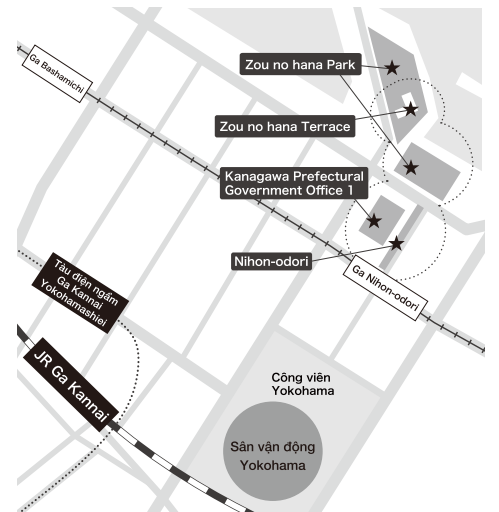 Ga Bashamichi
Zou no hana Park
Zou no hana Terrace
Kanagawa Prefectural
Government Office 1
Nihon-odori
Ga Nihon-odori
Tàu điện ngầm
Ga Kannai
Yokohamashiei
JR Ga Kannai
Công viên
Yokohama
Sân vận động
Yokohama